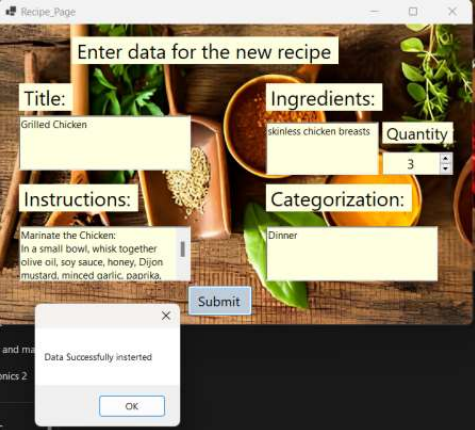 Recipe_Page
Enter data for the new recipe
Title:
Ingredients:
Grilled Chicken
skinless chicken breasts
Quantity
3
Instructions:
Categorization:
Marinate the Chicken:
In a small bowl, whisk together
olive oil, soy sauce, honey, Dijon
mustard, minced garlic, paprika,
Dinner
Submit
Data Successfully insterted
OK
and ma
onics 2